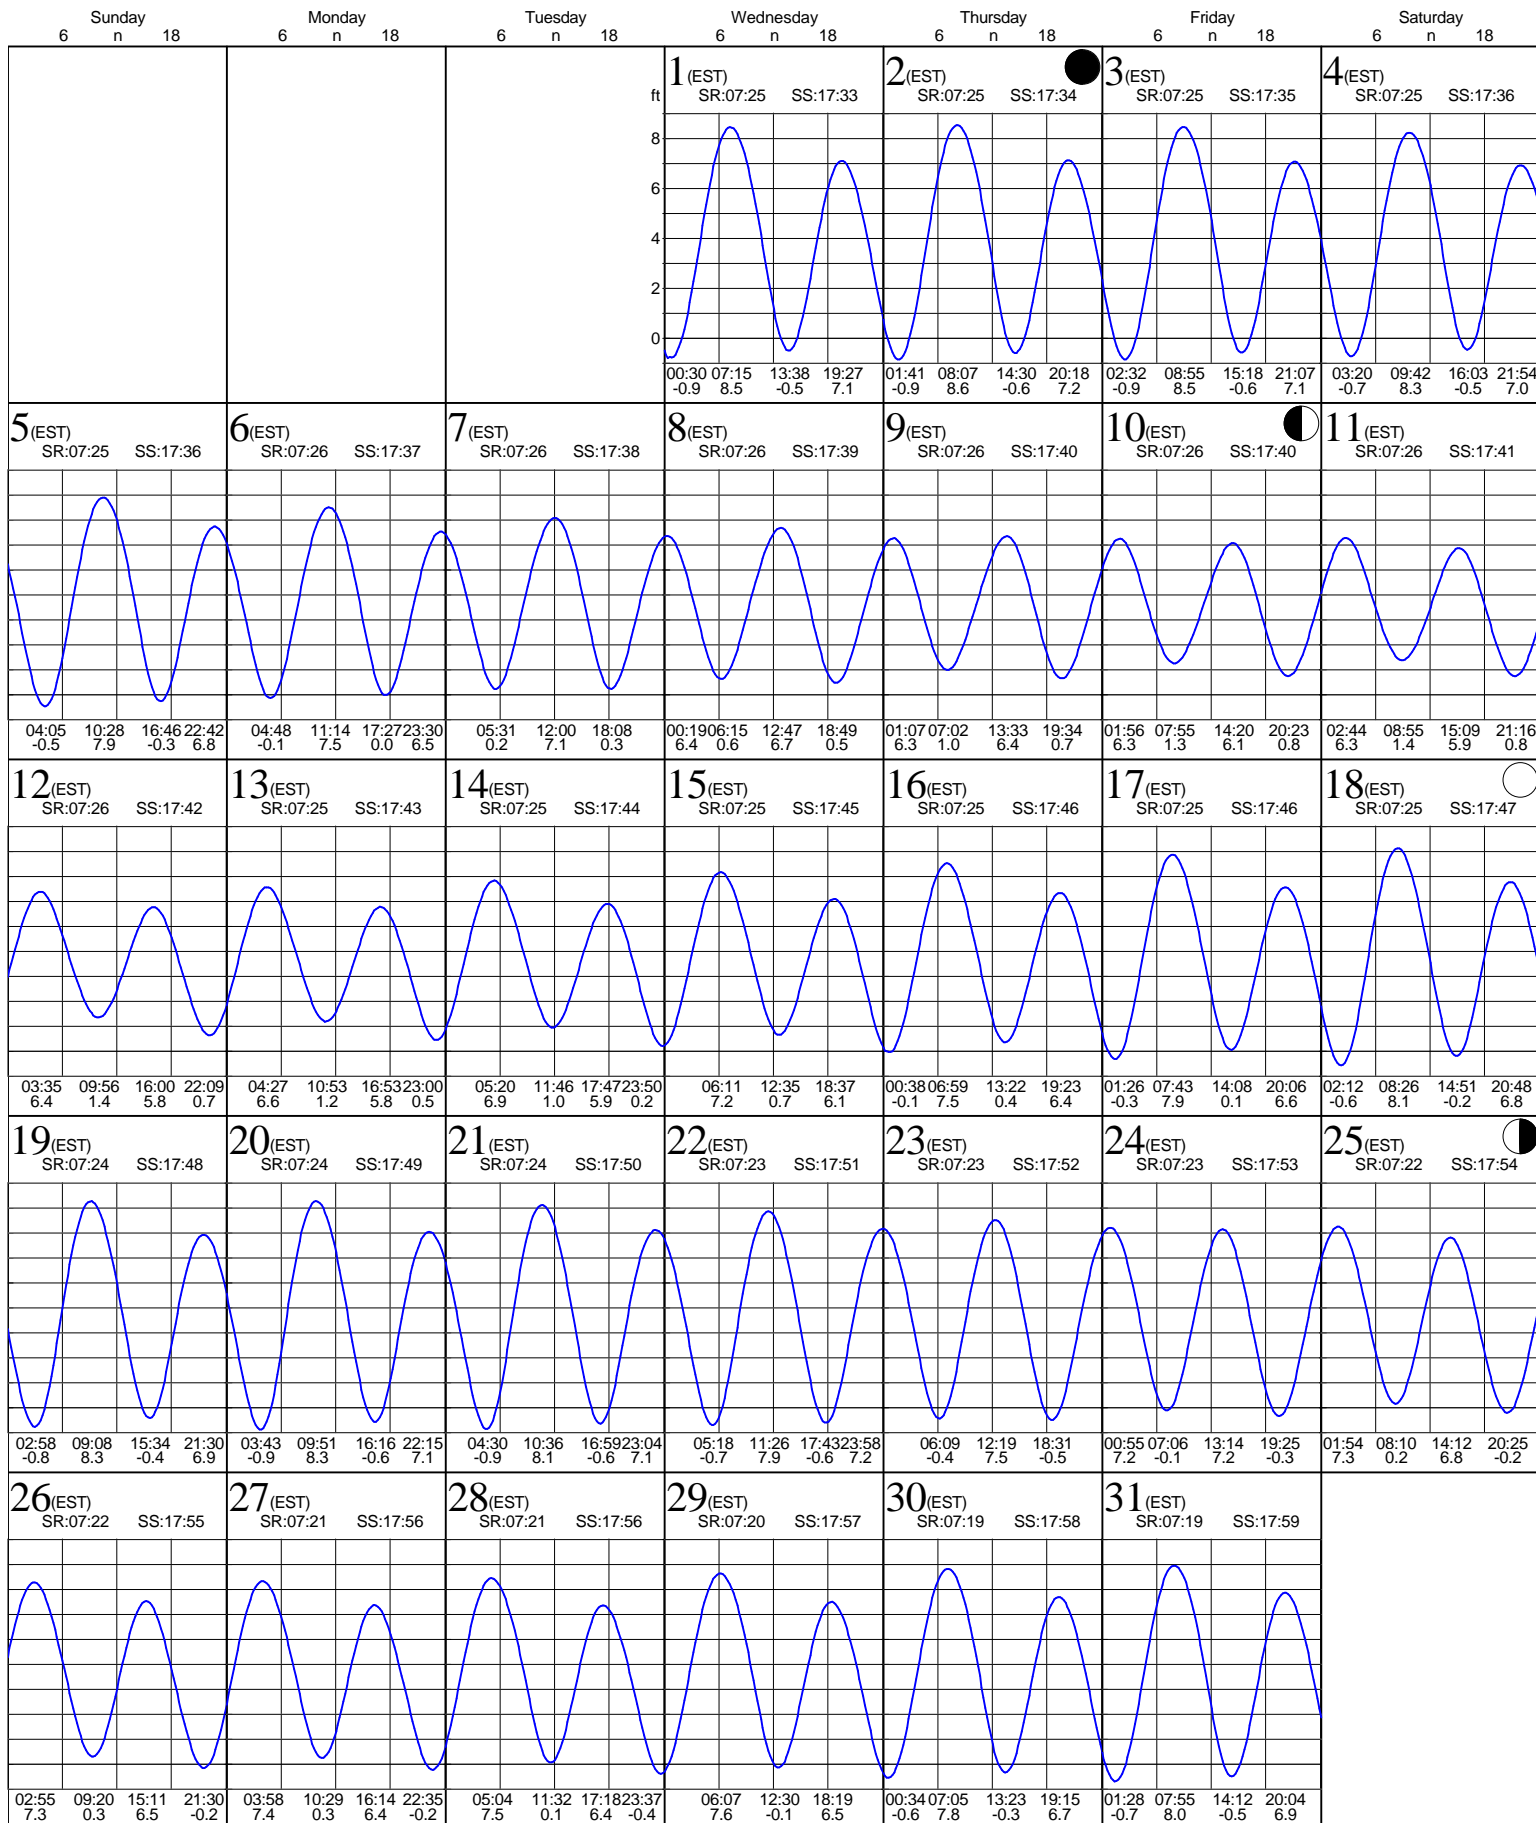 Sunday Monday Tuesday Wednesday Thursday Friday Saturday
6 n 18 6 n 18 6 n 18 6 n 18 6 n 18 6 n 18 6 n 18
1(EST) 2(EST) 3(EST) 4(EST)
ft SR:07:25 SS:17:33 SR:07:25 SS:17:34 SR:07:25 SS:17:35 SR:07:25 SS:17:36
8
6
4
2
0
00:30 07:15 13:38 19:27 01:41 08:07 14:30 20:18 02:32 08:55 15:18 21:07 03:20 09:42 16:03 21:54
-0.9 8.5 -0.5 7.1 -0.9 8.6 -0.6 7.2 -0.9 8.5 -0.6 7.1 -0.7 8.3 -0.5 7.0
5(EST) 6(EST) 7(EST) 8(EST) 9(EST) 10(EST) 11(EST)
SR:07:25 SS:17:36 SR:07:26 SS:17:37 SR:07:26 SS:17:38 SR:07:26 SS:17:39 SR:07:26 SS:17:40 SR:07:26 SS:17:40 SR:07:26 SS:17:41
04:05 10:28 16:46 22:42 04:48 11:14 17:27 23:30 05:31 12:00 18:08 00:19 06:15 12:47 18:49 01:07 07:02 13:33 19:34 01:56 07:55 14:20 20:23 02:44 08:55 15:09 21:16
-0.5 7.9 -0.3 6.8 -0.1 7.5 0.0 6.5 0.2 7.1 0.3 6.4 0.6 6.7 0.5 6.3 1.0 6.4 0.7 6.3 1.3 6.1 0.8 6.3 1.4 5.9 0.8
12(EST) 13(EST) 14(EST) 15(EST) 16(EST) 17(EST) 18(EST)
SR:07:26 SS:17:42 SR:07:25 SS:17:43 SR:07:25 SS:17:44 SR:07:25 SS:17:45 SR:07:25 SS:17:46 SR:07:25 SS:17:46 SR:07:25 SS:17:47
03:35 09:56 16:00 22:09 04:27 10:53 16:53 23:00 05:20 11:46 17:47 23:50 06:11 12:35 18:37 00:38 06:59 13:22 19:23 01:26 07:43 14:08 20:06 02:12 08:26 14:51 20:48
6.4 1.4 5.8 0.7 6.6 1.2 5.8 0.5 6.9 1.0 5.9 0.2 7.2 0.7 6.1 -0.1 7.5 0.4 6.4 -0.3 7.9 0.1 6.6 -0.6 8.1 -0.2 6.8
19(EST) 20(EST) 21(EST) 22(EST) 23(EST) 24(EST) 25(EST)
SR:07:24 SS:17:48 SR:07:24 SS:17:49 SR:07:24 SS:17:50 SR:07:23 SS:17:51 SR:07:23 SS:17:52 SR:07:23 SS:17:53 SR:07:22 SS:17:54
02:58 09:08 15:34 21:30 03:43 09:51 16:16 22:15 04:30 10:36 16:59 23:04 05:18 11:26 17:43 23:58 06:09 12:19 18:31 00:55 07:06 13:14 19:25 01:54 08:10 14:12 20:25
-0.8 8.3 -0.4 6.9 -0.9 8.3 -0.6 7.1 -0.9 8.1 -0.6 7.1 -0.7 7.9 -0.6 7.2 -0.4 7.5 -0.5 7.2 -0.1 7.2 -0.3 7.3 0.2 6.8 -0.2
26(EST) 27(EST) 28(EST) 29(EST) 30(EST) 31(EST)
SR:07:22 SS:17:55 SR:07:21 SS:17:56 SR:07:21 SS:17:56 SR:07:20 SS:17:57 SR:07:19 SS:17:58 SR:07:19 SS:17:59
02:55 09:20 15:11 21:30 03:58 10:29 16:14 22:35 05:04 11:32 17:18 23:37 06:07 12:30 18:19 00:34 07:05 13:23 19:15 01:28 07:55 14:12 20:04
7.3 0.3 6.5 -0.2 7.4 0.3 6.4 -0.2 7.5 0.1 6.4 -0.4 7.6 -0.1 6.5 -0.6 7.8 -0.3 6.7 -0.7 8.0 -0.5 6.9